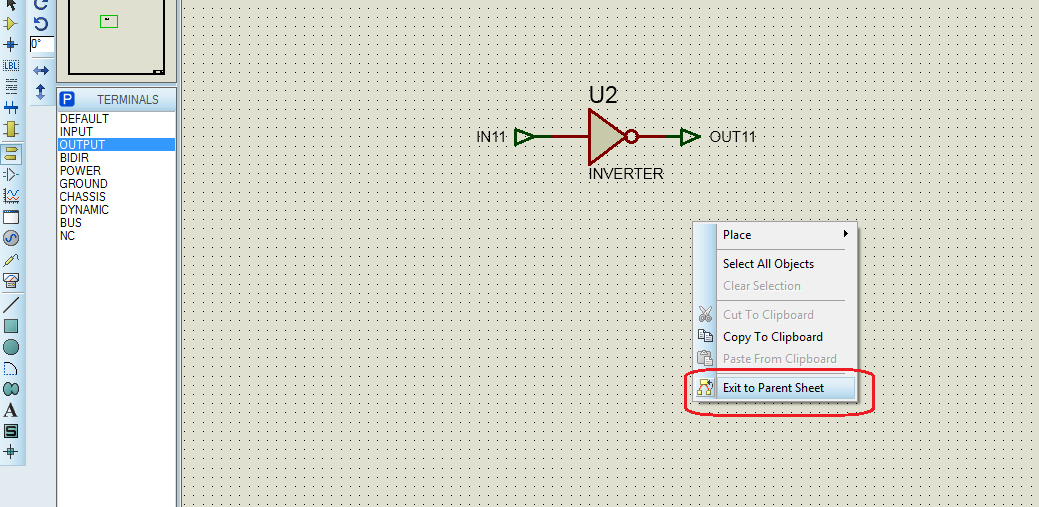 0°
LBL
P TERMINALS
DEFAULT
INPUT
OUTPUT
BIDIR
POWER
GROUND
CHASSIS
DYNAMIC
BUS
NC
A
S
U2
IN11
OUT11
INVERTER
Place
Select All Objects
Clear Selection
Cut To Clipboard
Copy To Clipboard
Paste From Clipboard
Exit to Parent Sheet